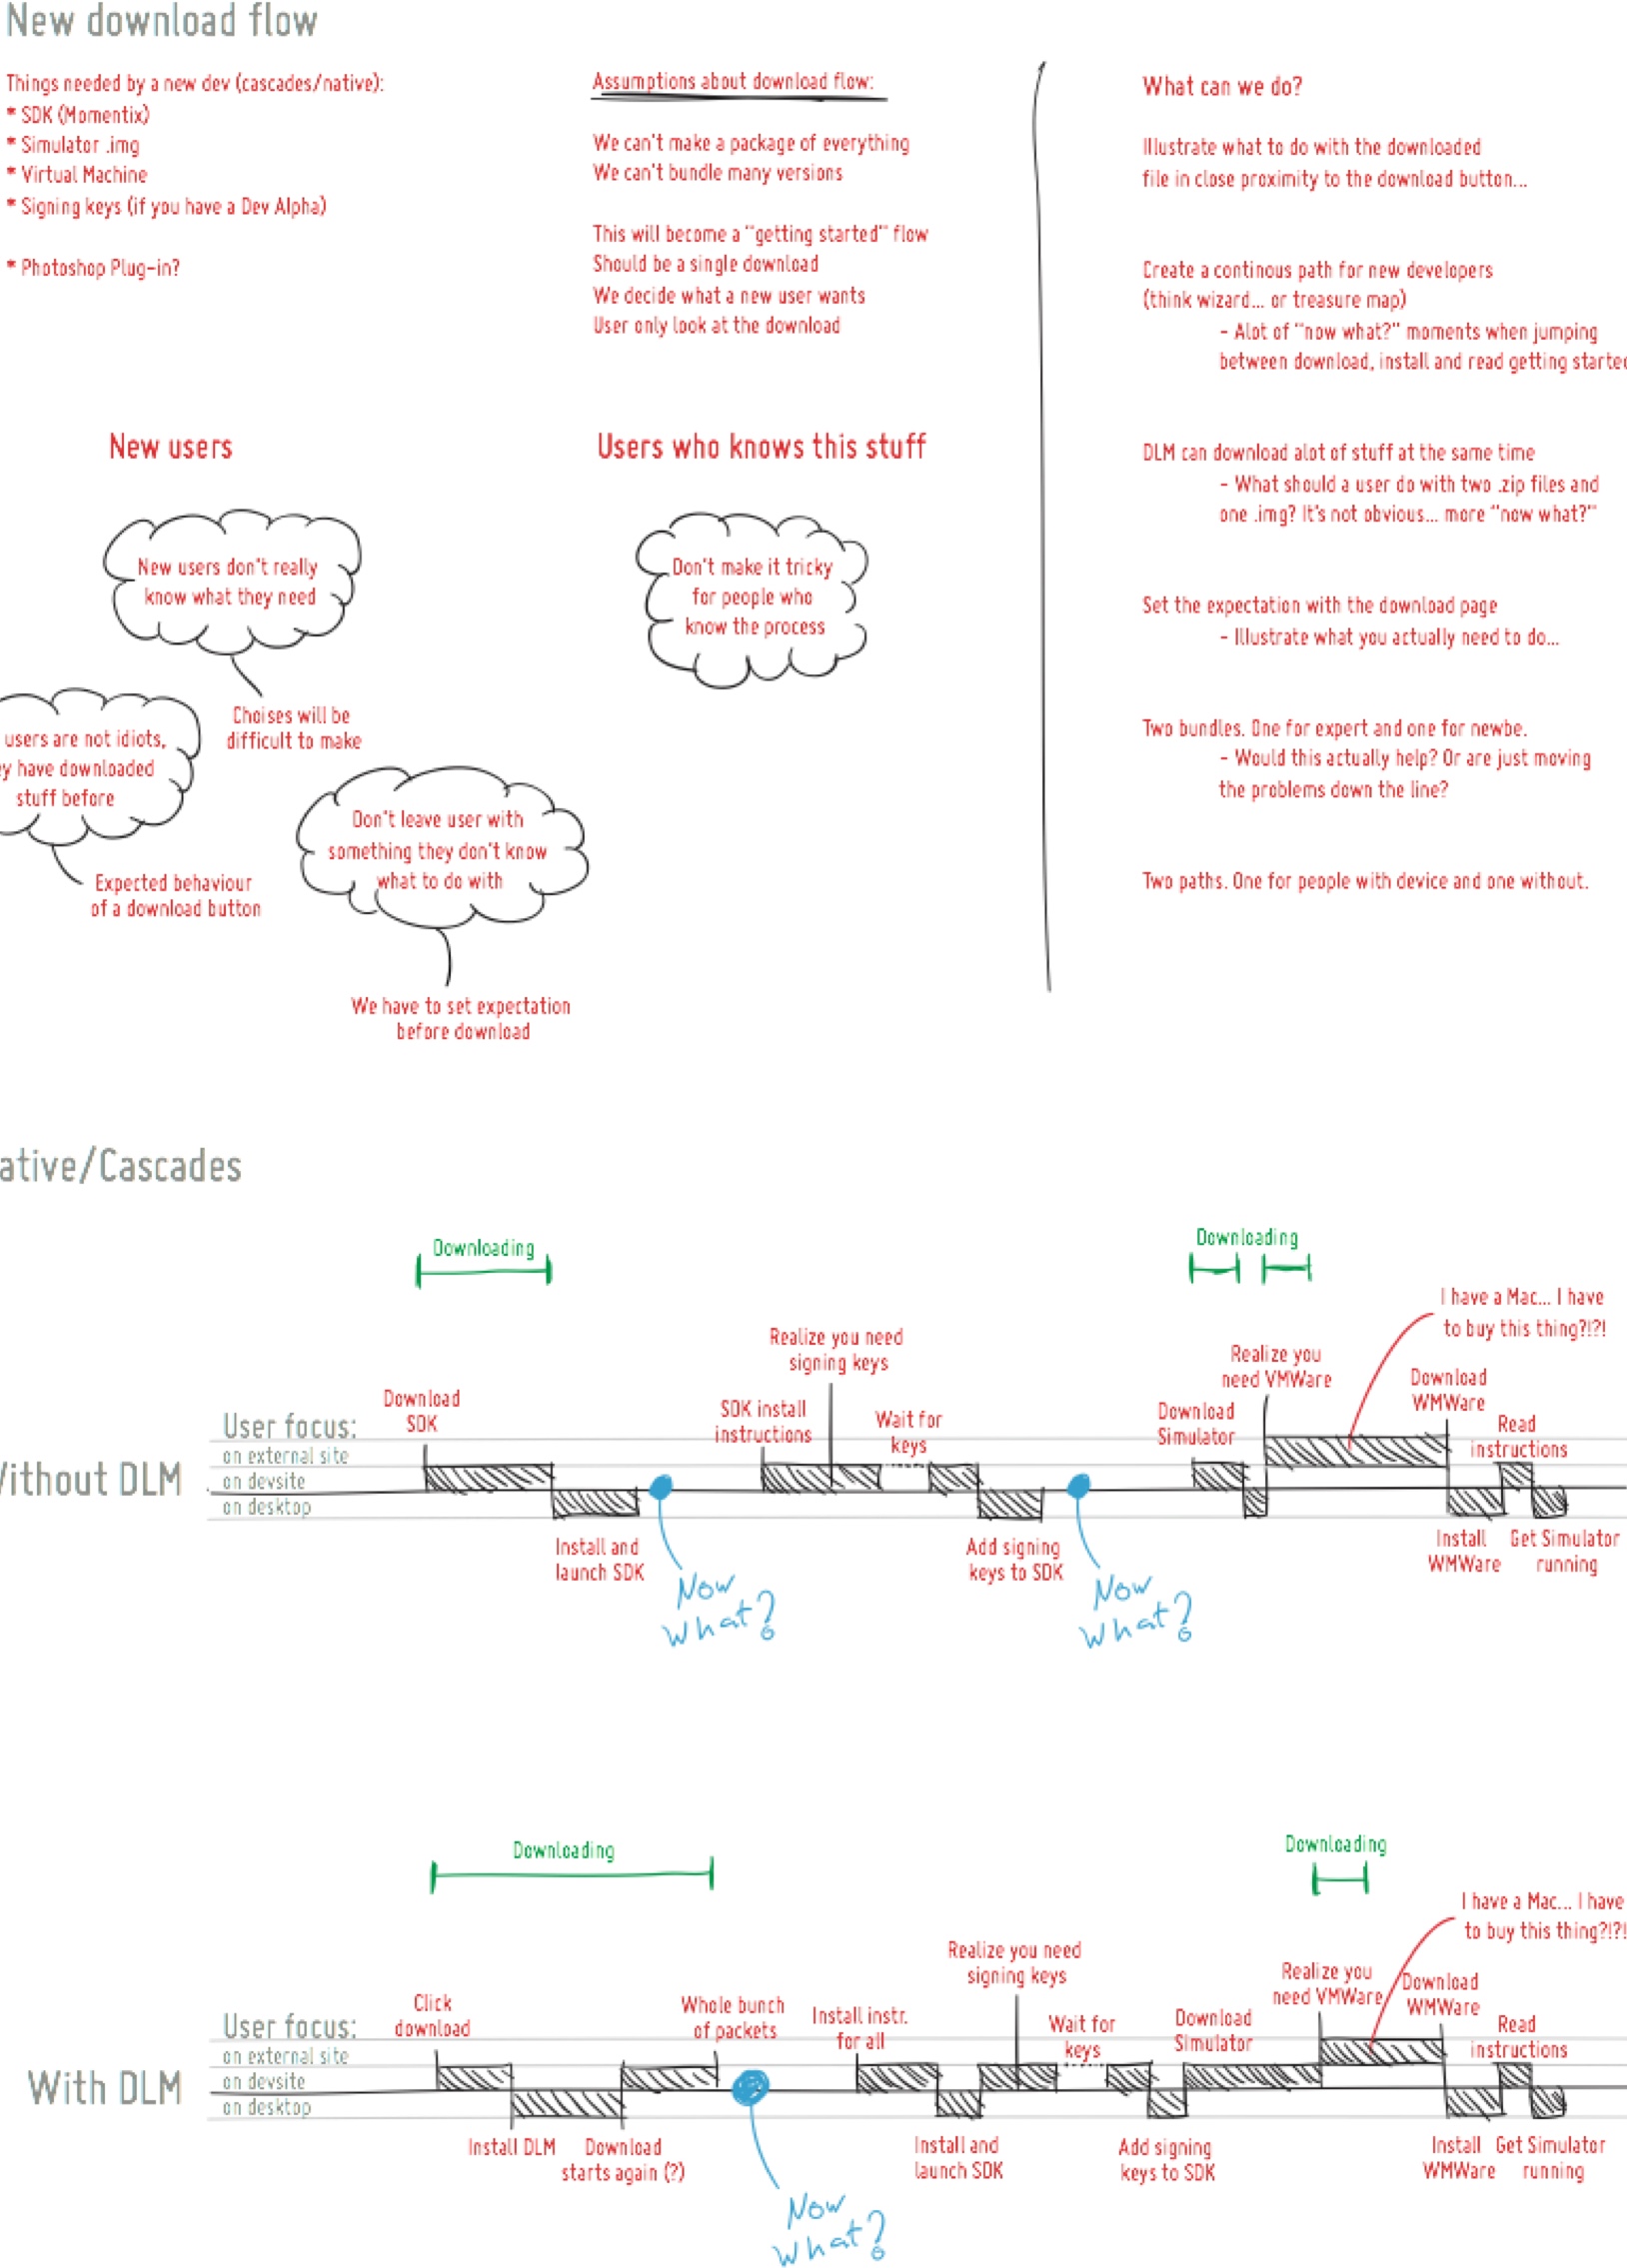 New download flow
Things needed by a new dev (cascades/native):
* SDK (Momentix)
* Simulator .img
* Virtual Machine
* Signing keys (if you have a Dev Alpha)
* Photoshop Plug-in?
Assumptions about download flow:
We can't make a package of everything
We can't bundle many versions
This will become a "getting started" flow
Should be a single download
We decide what a new user wants
User only look at the download
What can we do?
Illustrate what to do with the downloaded
file in close proximity to the download button...
Create a continous path for new developers
(think wizard... or treasure map)
- Alot of "now what?" moments when jumping
between download, install and read getting started
DLM can download alot of stuff at the same time
- What should a user do with two .zip files and
one .img? It's not obvious... more "now what?"
Set the expectation with the download page
- Illustrate what you actually need to do...
Two bundles. One for expert and one for newbe.
- Would this actually help? Or are just moving
the problems down the line?
Two paths. One for people with device and one without.
New users
New users don't really
know what they need
Choises will be
difficult to make
users are not idiots,
ey have downloaded
stuff before
Expected behaviour
of a download button
Don't leave user with
something they don't know
what to do with
We have to set expectation
before download
Users who knows this stuff
Don't make it tricky
for people who
know the process
ative/Cascades
Without DLM
User focus:
on external site
on devsite
on desktop
Downloading
Downloading
Download
SDK
Install and
launch SDK
Now
what?
SDK install
instructions
Realize you need
signing keys
Wait for
keys
Add signing
keys to SDK
Now
what?
Download
Simulator
Realize you
need VMWare
I have a Mac... I have
to buy this thing?!?!
Download
WMWare
Install
WMWare
Read
instructions
Get Simulator
running
With DLM
User focus:
on external site
on devsite
on desktop
Downloading
Downloading
Click
download
Install DLM
Download
starts again (?)
Whole bunch
of packets
Now
what?
Install instr.
for all
Install and
launch SDK
Realize you need
signing keys
Wait for
keys
Add signing
keys to SDK
Download
Simulator
Realize you
need VMWare
I have a Mac... I have
to buy this thing?!?!
Download
WMWare
Install
WMWare
Read
instructions
Get Simulator
running